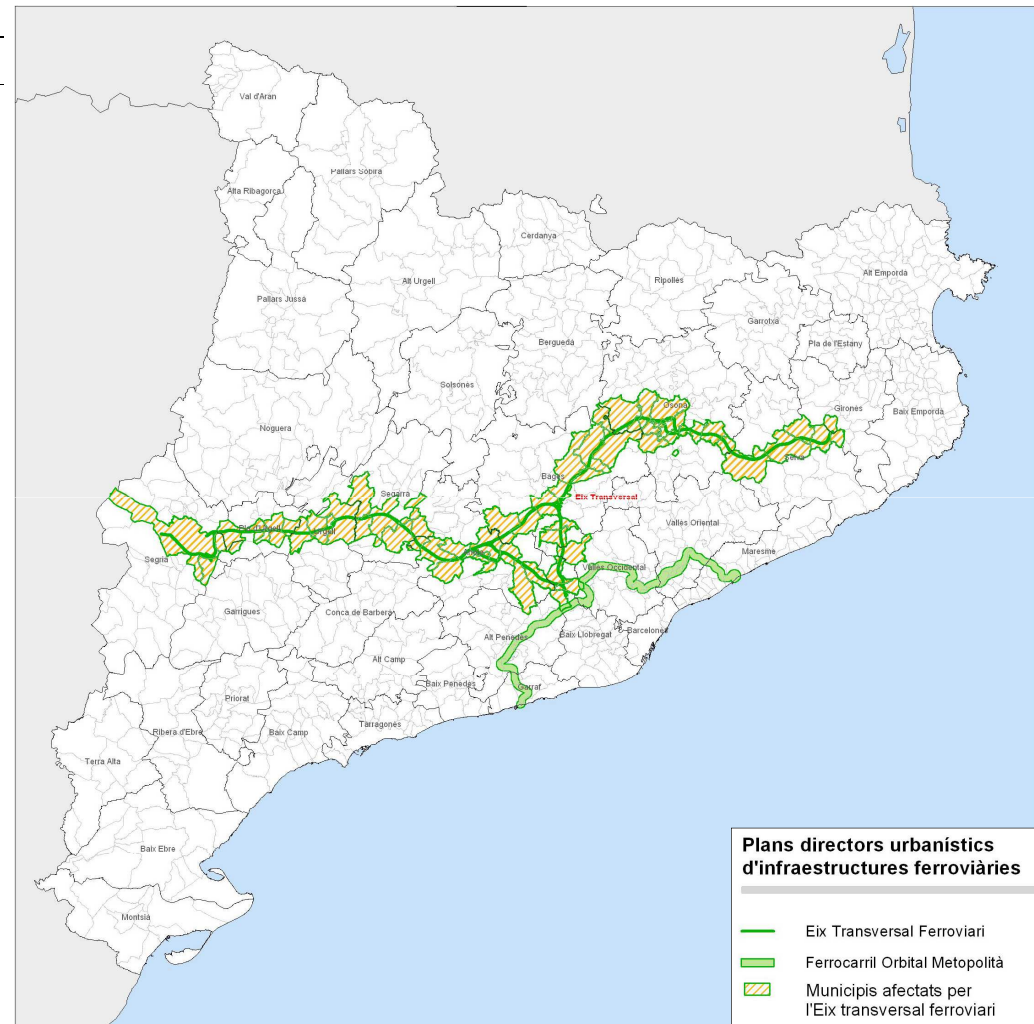 Val d'Aran
Pallars Sobirà
Alta Ribagorça
Cerdanya
Alt Urgell
Ripollès
Alt Empordà
Pallars Jussà
Garrotxa
Pla de l'Estany
Berguedà
Solsonès
Osona
Gironès
Baix Empordà
Noguera
Selva
Bages
Segarra
Eix Transversal
Vallès Oriental
Pla d'Urgell
Urgell
Maresme
Segrià
Vallès Occidental
Garrigues
Conca de Barberà
Alt Penedès
Baix Llobregat
Barcelonès
Alt Camp
Baix Penedès
Garraf
Priorat
Tarragonès
Ribera d'Ebre
Baix Camp
Terra Alta
Baix Ebre
Montsià
Plans directors urbanístics
d'infraestructures ferroviàries
Eix Transversal Ferroviari
Ferrocarril Orbital Metopolità
Municipis afectats per
l'Eix transversal ferroviari